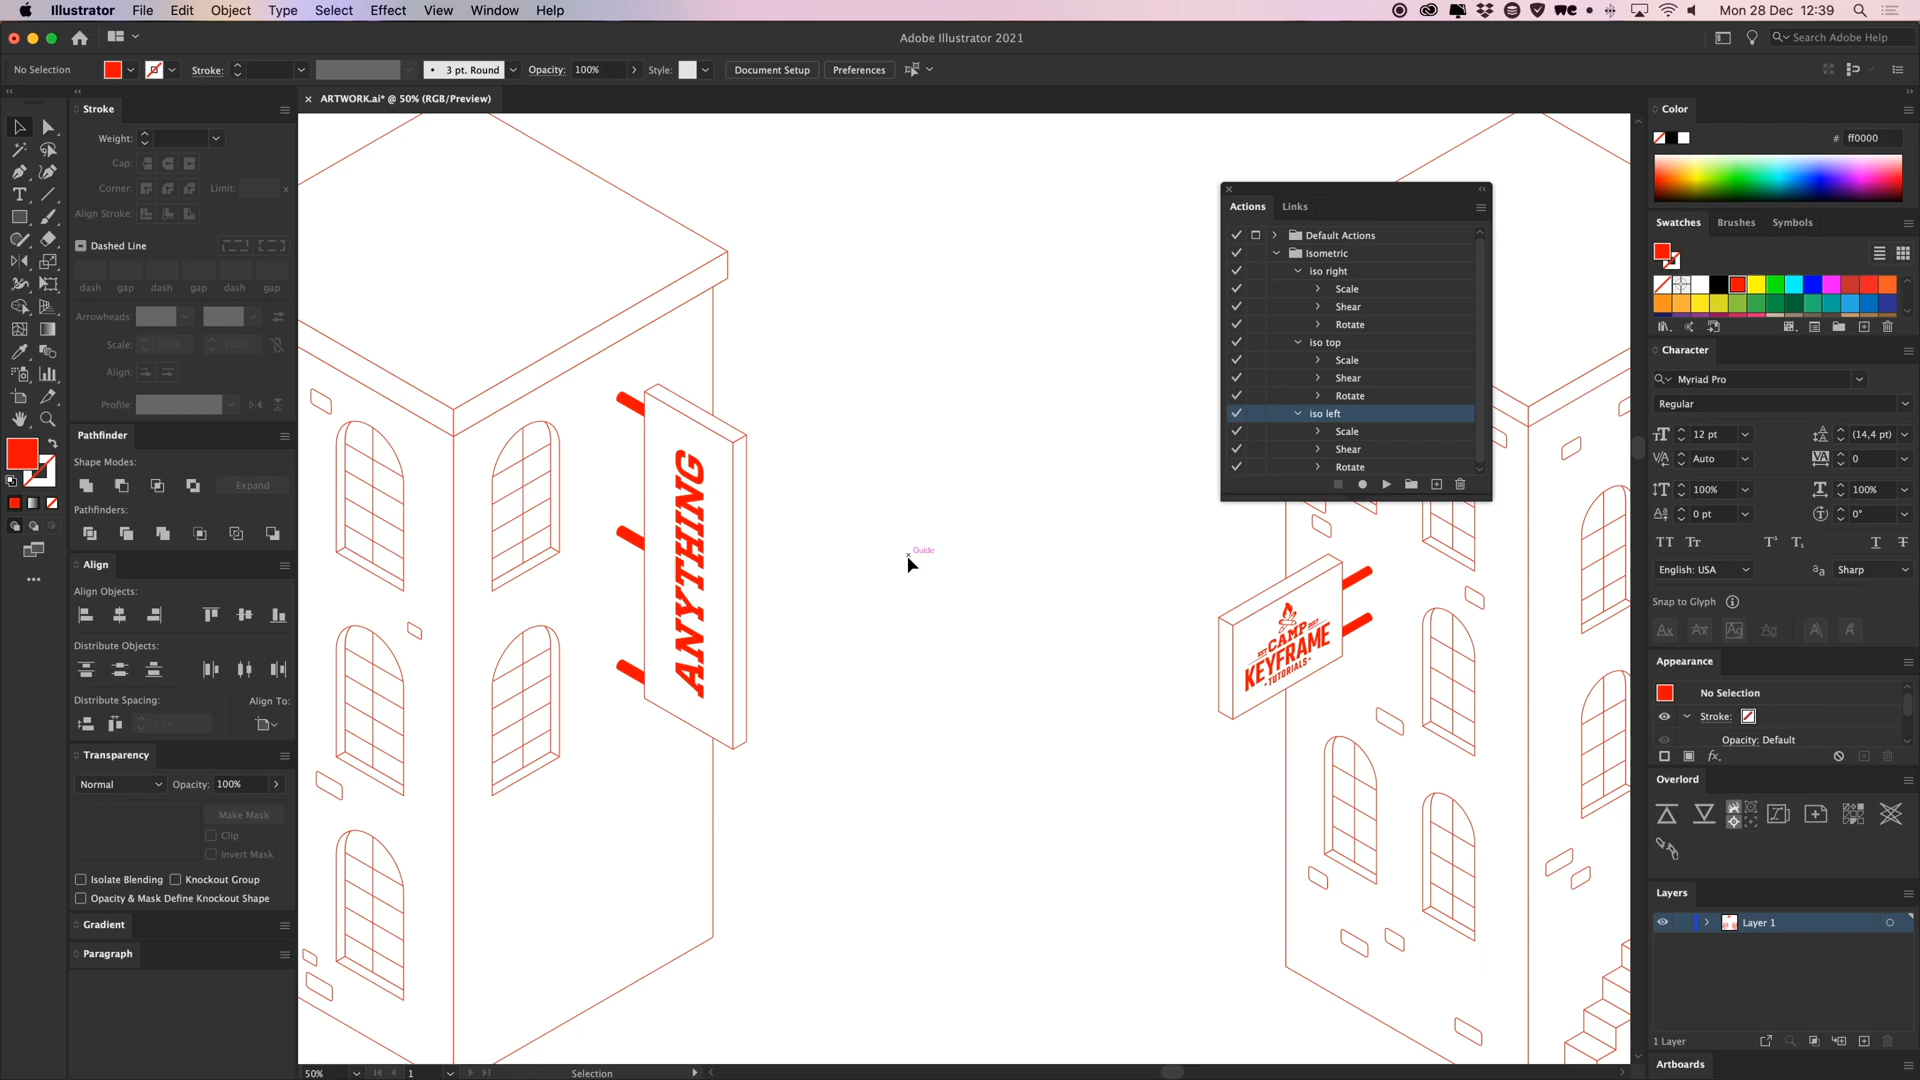 Illustrator File Edit Object Type Select Effect View Window Help
Mon 28 Dec 12:39
Adobe Illustrator 2021
Search Adobe Help
No Selection
Stroke:
3 pt. Round
Opacity: 100%
Style:
Document Setup
Preferences
ARTWORK.ai* @ 50% (RGB/Preview)
Stroke
Weight:
Cap:
Corner:
Limit:
Align Stroke:
Dashed Line
dash gap dash gap dash gap
Arrowheads:
Scale: 100% 100%
Align:
Profile:
Pathfinder
Shape Modes:
Expand
Pathfinders:
Align
Align Objects:
Distribute Objects:
Distribute Spacing:
Align To:
0 px
Transparency
Normal
Opacity: 100%
Make Mask
Clip
Invert Mask
Isolate Blending
Knockout Group
Opacity & Mask Define Knockout Shape
Gradient
Paragraph
ANYTHING
Guide
Actions Links
Default Actions
Isometric
iso right
Scale
Shear
Rotate
iso top
Scale
Shear
Rotate
iso left
Scale
Shear
Rotate
EST CAMP 2017
KEYFRAME
TUTORIALS
Color
# ff0000
Swatches Brushes Symbols
Character
Myriad Pro
Regular
12 pt
(14,4 pt)
Auto
0
100%
100%
0 pt
0°
English: USA
Sharp
Snap to Glyph
Appearance
No Selection
Stroke:
Opacity: Default
Overlord
Layers
Layer 1
1 Layer
Artboards
50%
1
Selection